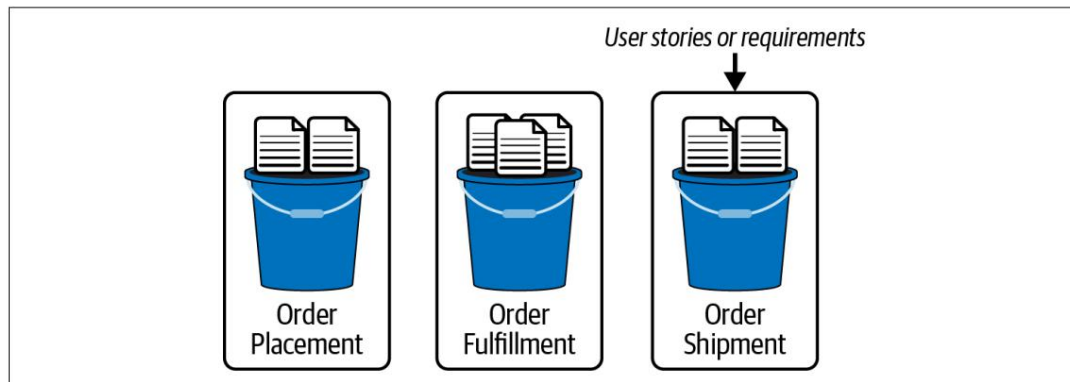 User stories or requirements
Order
Placement
Order
Fulfillment
Order
Shipment